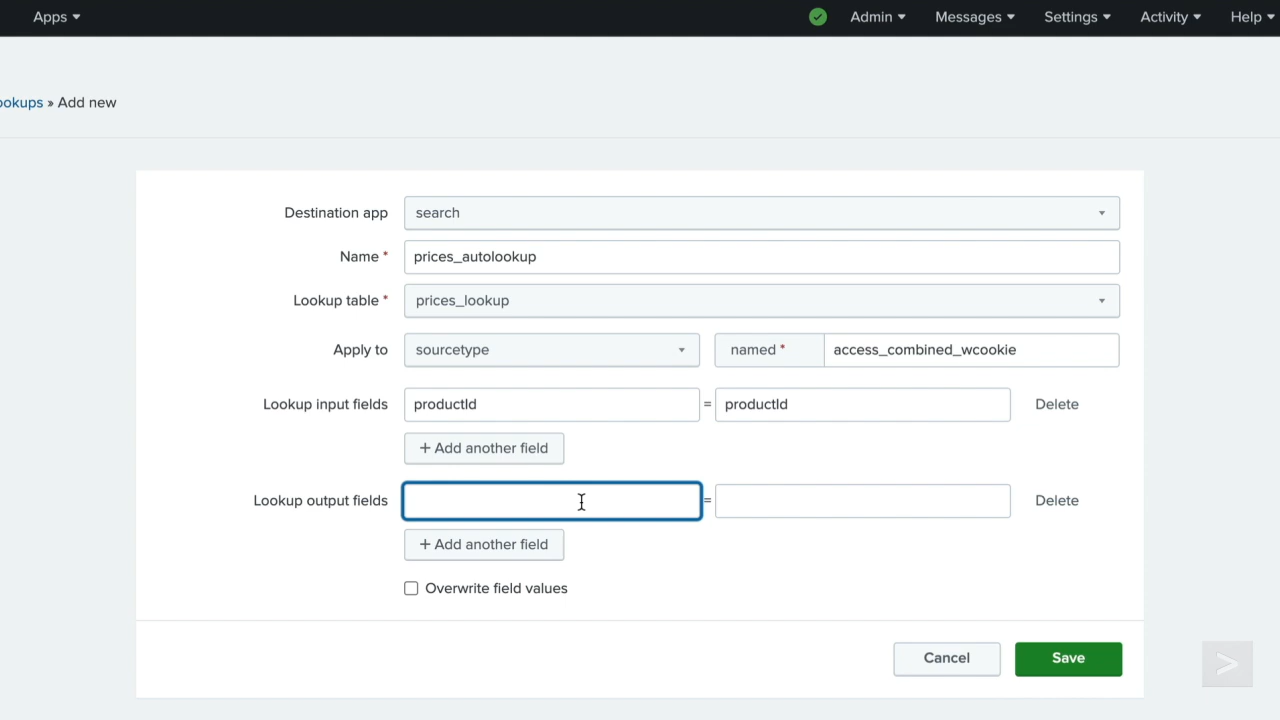 Apps Admin Messages Settings Activity Help
ookups » Add new
Destination app search
Name * prices_autolookup
Lookup table * prices_lookup
Apply to sourcetype named * access_combined_wcookie
Lookup input fields productId = productId Delete
+ Add another field
Lookup output fields = Delete
+ Add another field
Overwrite field values
Cancel Save
>